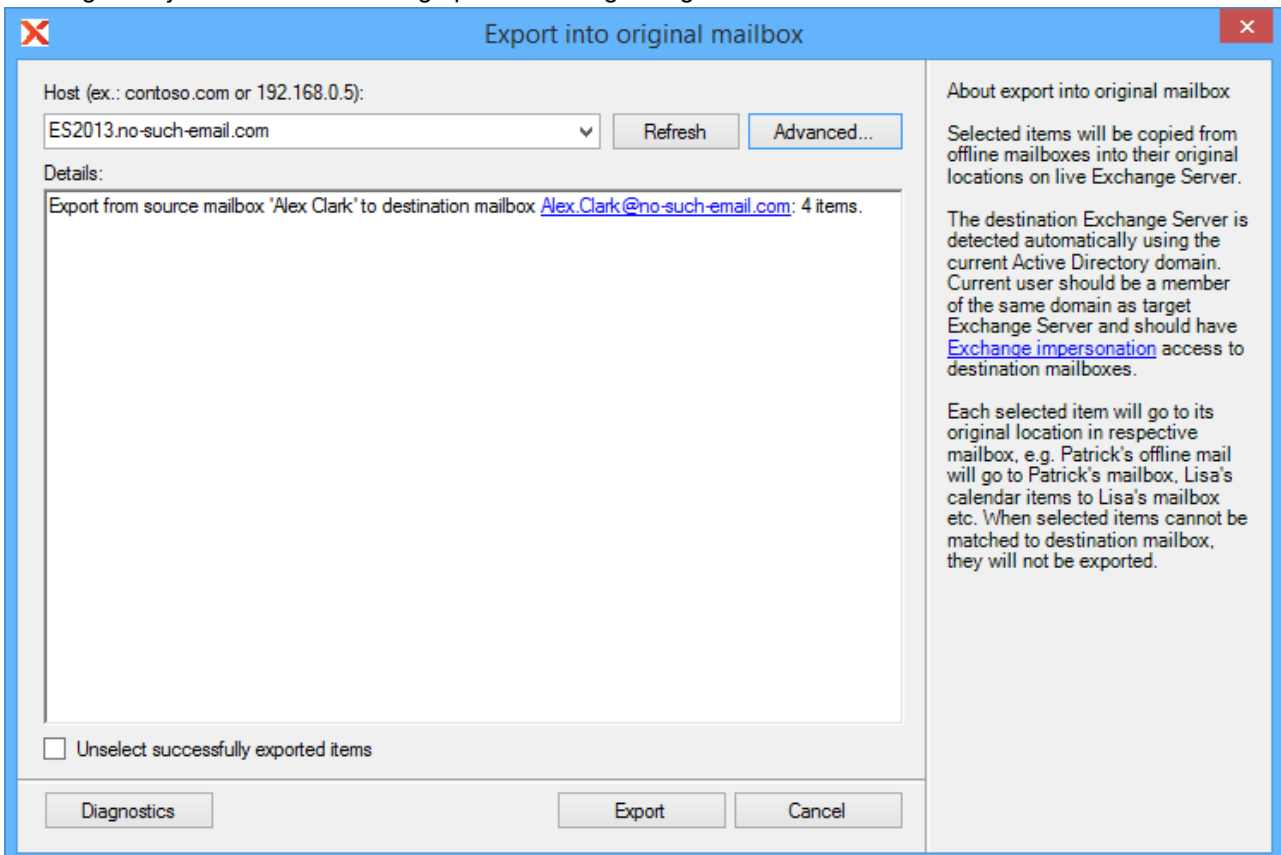 Export into original mailbox
Host (ex.: contoso.com or 192.168.0.5):
ES2013.no-such-email.com
Refresh
Advanced...
Details:
Export from source mailbox 'Alex Clark' to destination mailbox Alex.Clark@no-such-email.com: 4 items.
Unselect successfully exported items
Diagnostics
Export
Cancel
About export into original mailbox
Selected items will be copied from
offline mailboxes into their original
locations on live Exchange Server.
The destination Exchange Server is
detected automatically using the
current Active Directory domain.
Current user should be a member
of the same domain as target
Exchange Server and should have
Exchange impersonation access to
destination mailboxes.
Each selected item will go to its
original location in respective
mailbox, e.g. Patrick's offline mail
will go to Patrick's mailbox, Lisa's
calendar items to Lisa's mailbox
etc. When selected items cannot be
matched to destination mailbox,
they will not be exported.